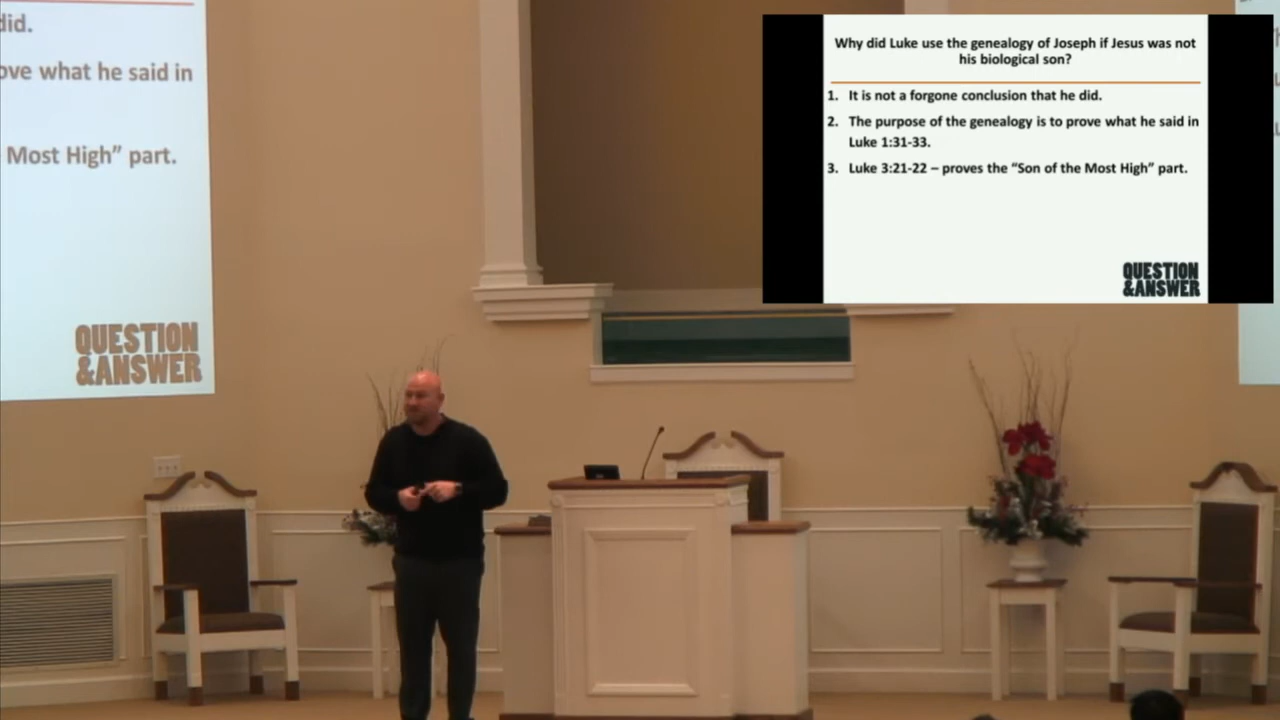 did.
ove what he said in
Most High” part.
QUESTION
&ANSWER
Why did Luke use the genealogy of Joseph if Jesus was not
his biological son?
1. It is not a forgone conclusion that he did.
2. The purpose of the genealogy is to prove what he said in
Luke 1:31-33.
3. Luke 3:21-22 – proves the “Son of the Most High” part.
QUESTION
&ANSWER